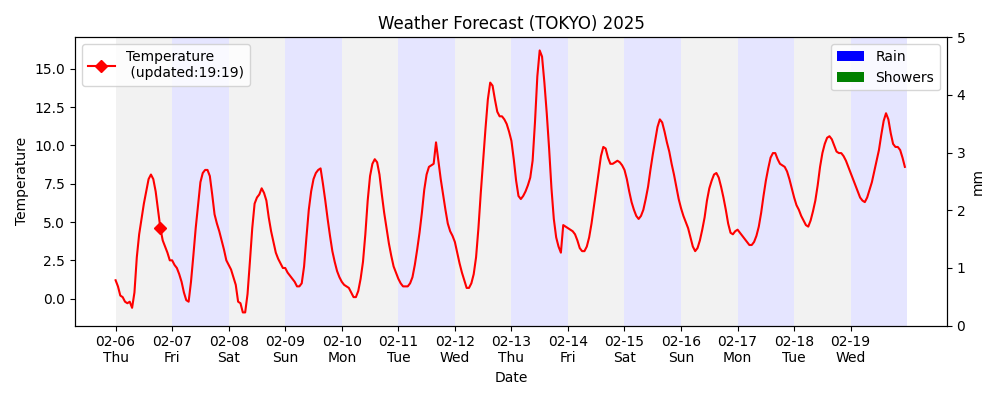 Weather Forecast (TOKYO) 2025
Temperature
(updated:19:19)
Rain
Showers
Temperature
15.0
12.5
10.0
7.5
5.0
2.5
0.0
5
4
3
2
1
0
mm
02-06 02-07 02-08 02-09 02-10 02-11 02-12 02-13 02-14 02-15 02-16 02-17 02-18 02-19
Thu Fri Sat Sun Mon Tue Wed Thu Fri Sat Sun Mon Tue Wed
Date